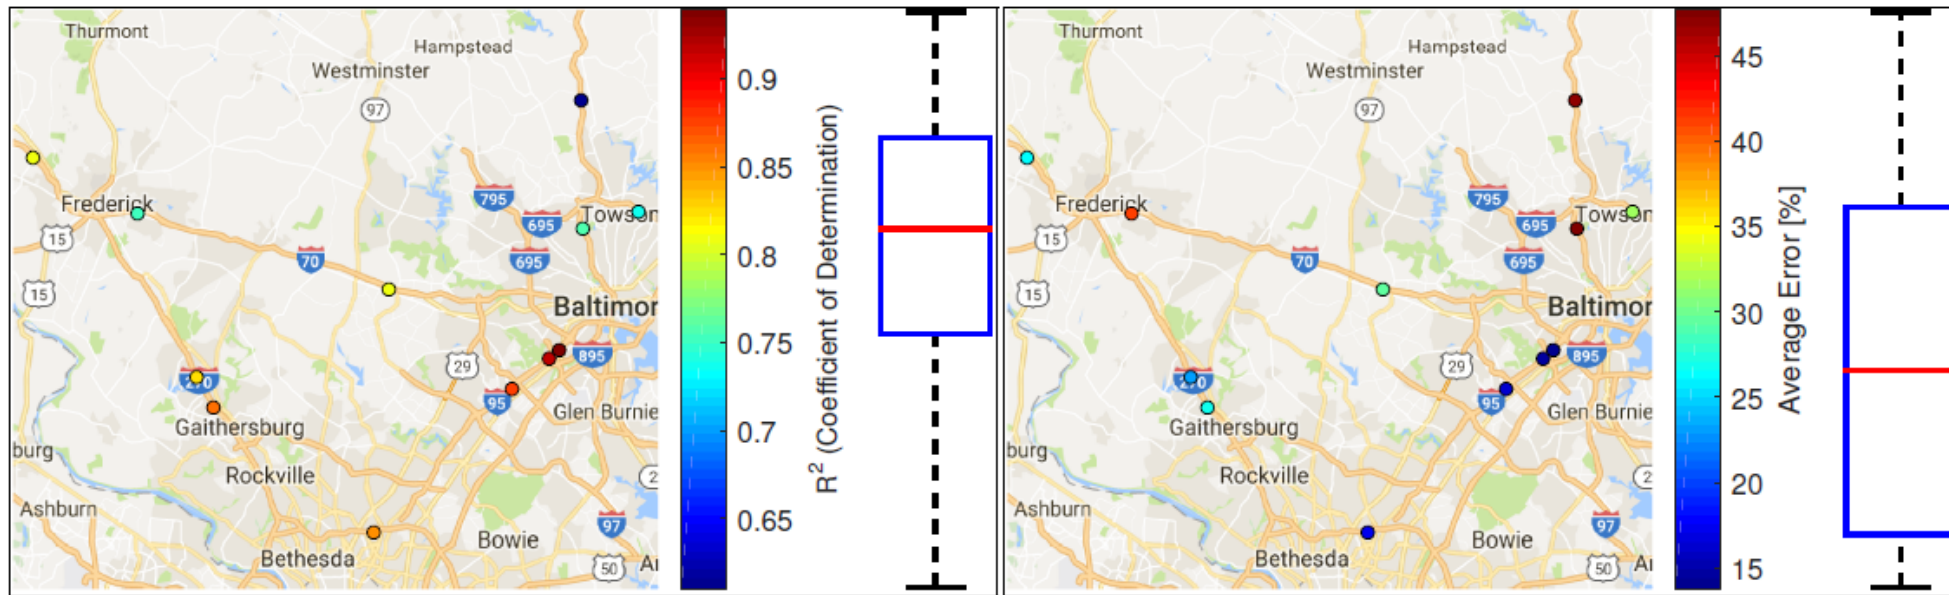 Thurmont
Hampstead
Westminster
97
795
Frederick
695
Towson
15
70
695
15
Baltimor
895
29
270
95
Glen Burnie
Gaithersburg
burg
Rockville
2
Ashburn
97
Bowie
Bethesda
50
A
0.9
0.85
0.8
0.75
0.7
0.65
R² (Coefficient of Determination)
Thurmont
Hampstead
Westminster
97
795
Frederick
695
Towson
15
70
695
15
Baltimor
895
29
270
95
Glen Burnie
Gaithersburg
burg
Rockville
2
Ashburn
97
Bowie
Bethesda
50
A
45
40
35
30
25
20
15
Average Error [%]